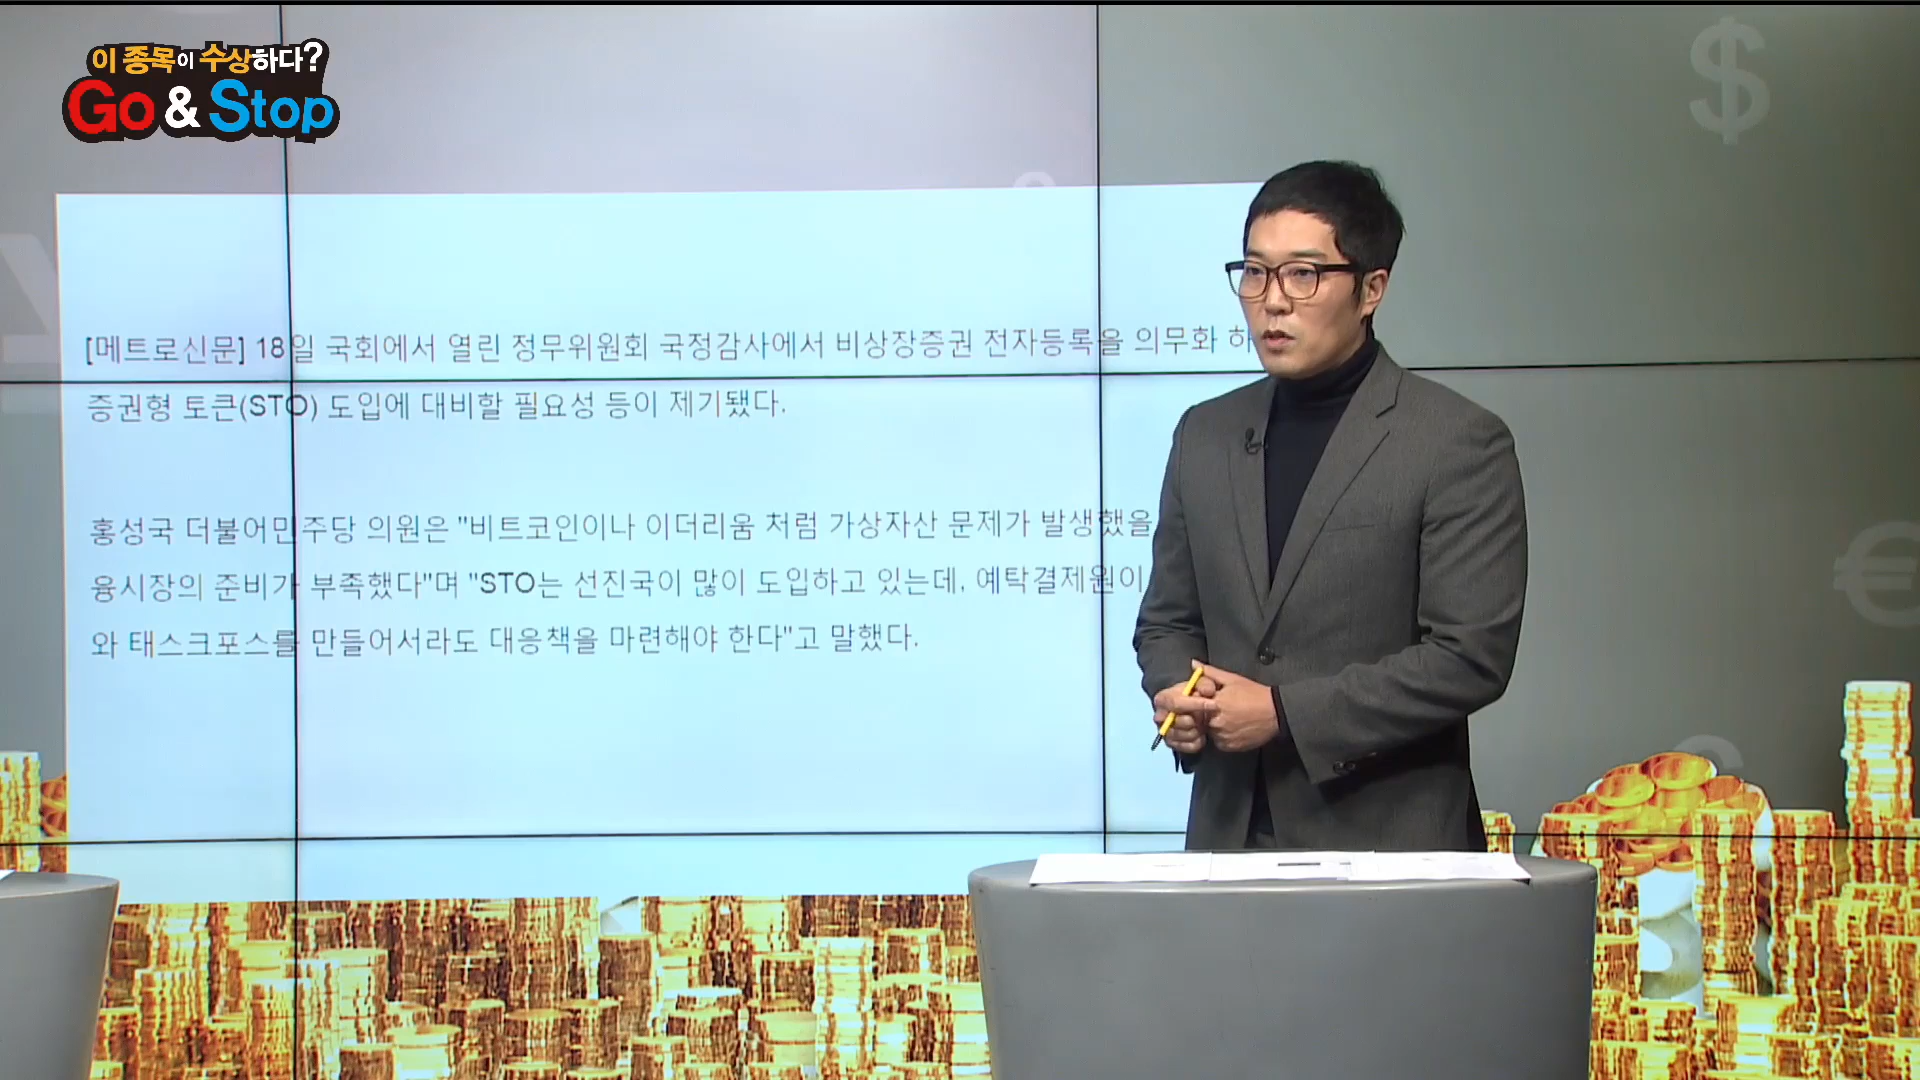 이 종목이 수상하다?
Go & Stop
[메트로신문] 18일 국회에서 열린 정무위원회 국정감사에서 비상장증권 전자등록을 의무화 하
증권형 토큰(STO) 도입에 대비할 필요성 등이 제기됐다.
홍성국 더불어민주당 의원은 "비트코인이나 이더리움 처럼 가상자산 문제가 발생했을
융시장의 준비가 부족했다"며 "STO는 선진국이 많이 도입하고 있는데, 예탁결제원이
와 태스크포스를 만들어서라도 대응책을 마련해야 한다"고 말했다.